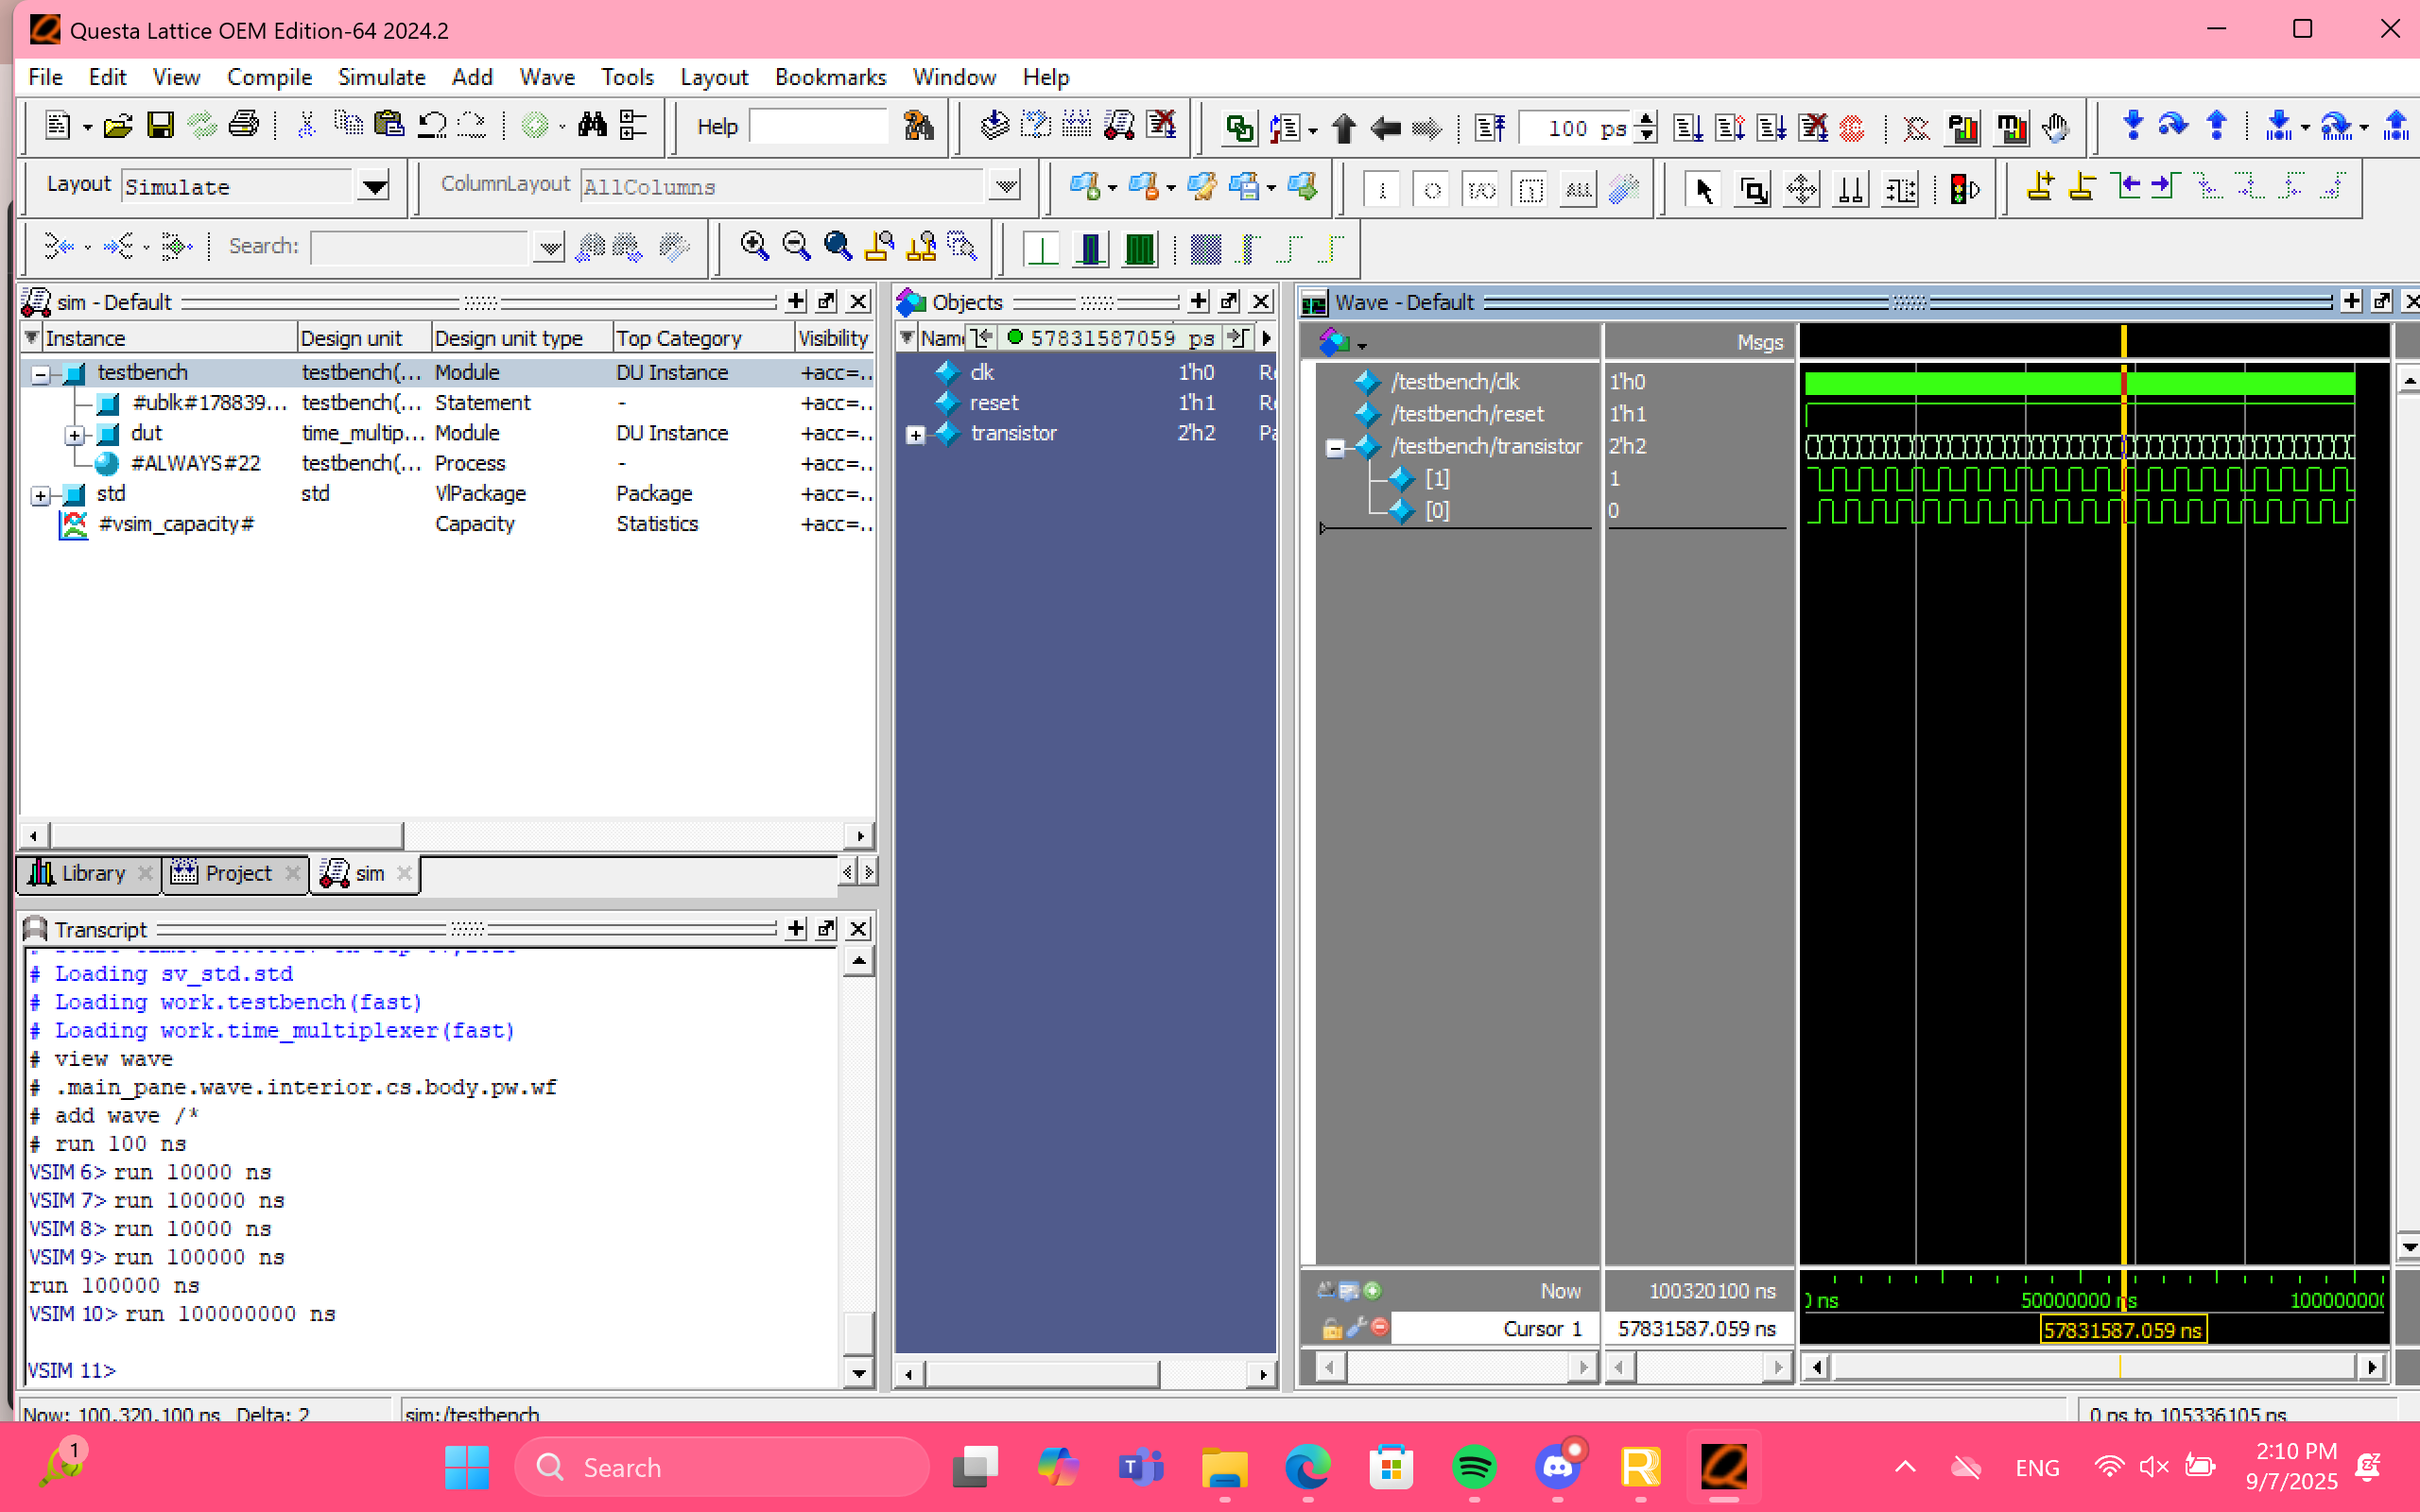 Questa Lattice OEM Edition-64 2024.2
File Edit View Compile Simulate Add Wave Tools Layout Bookmarks Window Help
Help 100 ps
Layout Simulate ColumnLayout AllColumns
Search:
sim - Default
Instance Design unit Design unit type Top Category Visibility
testbench testbench(... Module DU Instance +acc=..
#ublk#178839... testbench(... Statement - +acc=..
dut time_multip... Module DU Instance +acc=..
#ALWAYS#22 testbench(... Process - +acc=..
std std VlPackage Package +acc=..
#vsim_capacity# Capacity Statistics +acc=..
Library Project sim
Transcript
# Loading sv_std.std
# Loading work.testbench(fast)
# Loading work.time_multiplexer(fast)
# view wave
# .main_pane.wave.interior.cs.body.pw.wf
# add wave /*
# run 100 ns
VSIM 6> run 10000 ns
VSIM 7> run 100000 ns
VSIM 8> run 10000 ns
VSIM 9> run 100000 ns
run 100000 ns
VSIM 10> run 100000000 ns
VSIM 11>
Objects
Name 57831587059 ps
clk 1'h0 Re
reset 1'h1 Re
transistor 2'h2 Pa
Wave - Default
Msgs
/testbench/clk 1'h0
/testbench/reset 1'h1
/testbench/transistor 2'h2
[1] 1
[0] 0
Now 100320100 ns
0 ns 50000000 ns 100000000
Cursor 1 57831587.059 ns
57831587.059 ns
Now: 100,320,100 ns Delta: 2 sim:/testbench 0 ps to 105336105 ns
1
Search
ENG
2:10 PM
9/7/2025